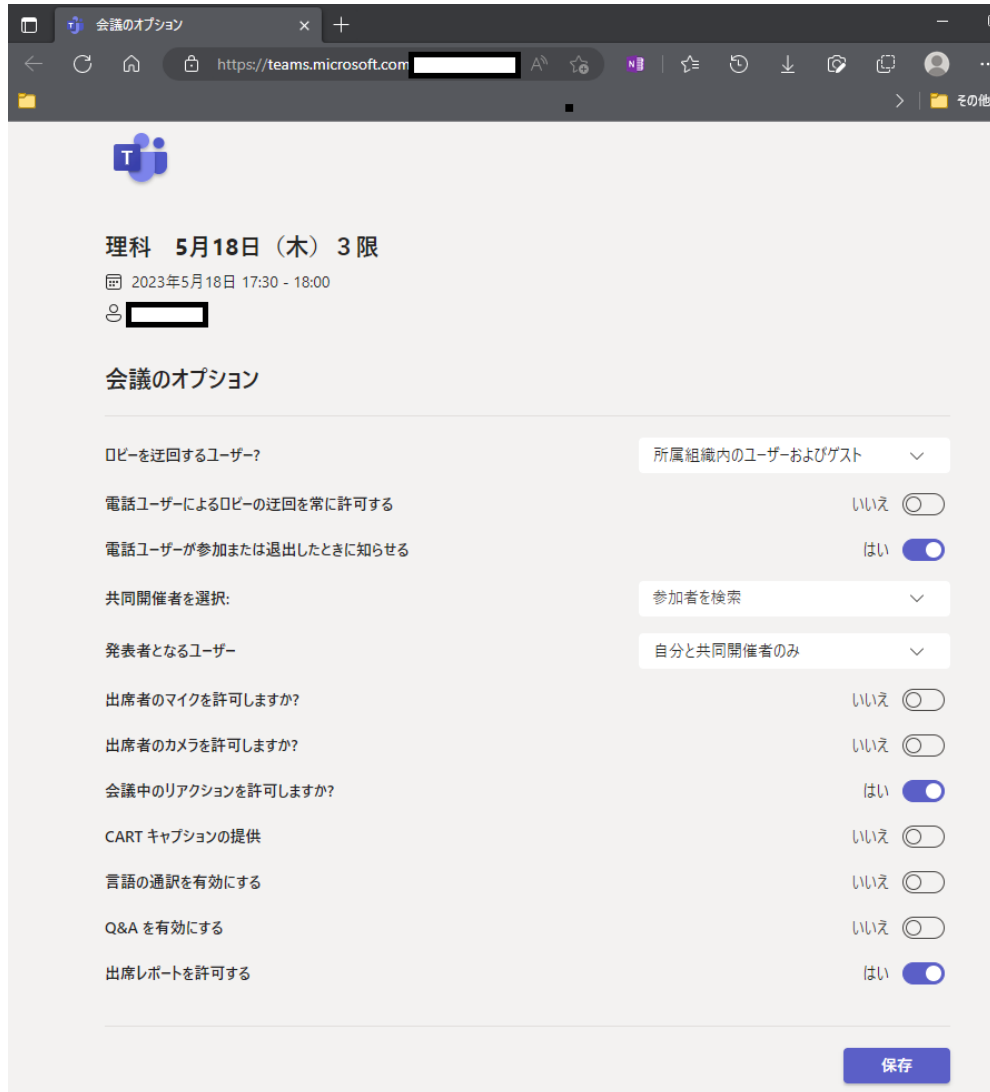 会議のオプション
https://teams.microsoft.com
その他
理科　5月18日（木）３限
2023年5月18日 17:30 - 18:00
会議のオプション
ロビーを迂回するユーザー? 所属組織内のユーザーおよびゲスト
電話ユーザーによるロビーの迂回を常に許可する いいえ
電話ユーザーが参加または退出したときに知らせる はい
共同開催者を選択: 参加者を検索
発表者となるユーザー 自分と共同開催者のみ
出席者のマイクを許可しますか? いいえ
出席者のカメラを許可しますか? いいえ
会議中のリアクションを許可しますか? はい
CART キャプションの提供 いいえ
言語の通訳を有効にする いいえ
Q&A を有効にする いいえ
出席レポートを許可する はい
保存